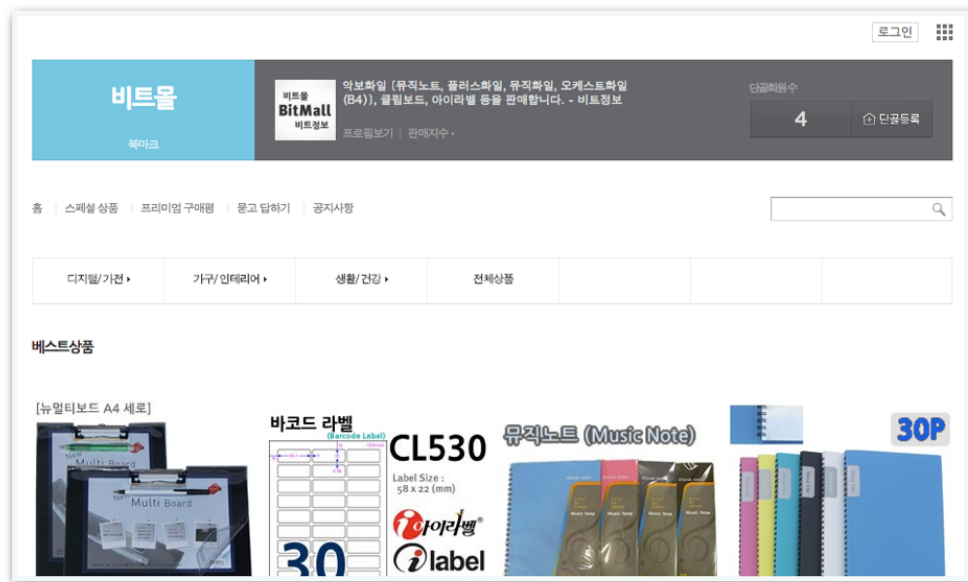 로그인
비트몰
북마크
비트몰
BitMall
비트정보
악보화일 [뮤직노트, 플러스화일, 뮤직화일, 오케스트화일
(B4)], 클립보드, 아이라벨 등을 판매합니다. - 비트정보
프로필보기 | 판매지수
단골회원수
4
단골등록
홈 | 스페셜 상품 | 프리미엄 구매평 | 묻고 답하기 | 공지사항
디지털/가전
가구/인테리어
생활/건강
전체상품
베스트상품
[뉴멀티보드 A4 세로]
New
Multi Board
New
Multi Board
바코드 라벨
(Barcode Label)
CL530
Label Size :
58 x 22 (mm)
아이라벨
i label
30
뮤직노트 (Music Note)
Music Note
Music Note
Music Note
Music Note
30P